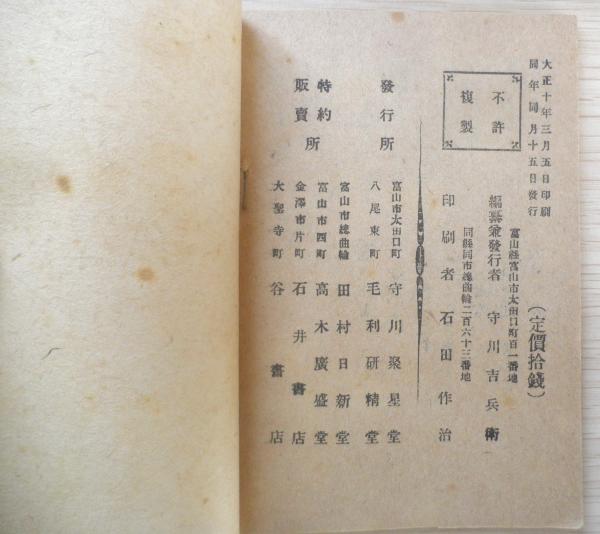 大正十年三月五日印刷
同年同月十五日發行
(定價拾錢)
不許
複製
富山縣富山市太田口町百一番地
編纂兼發行者 守川吉兵衛
同縣同市總曲輪二百六十三番地
印刷者 石田作治
發行所
富山市太田口町 守川聚星堂
八尾東町 毛利研精堂
特約
販賣所
富山市總曲輪 田村日新堂
富山市西町 高木廣盛堂
金澤市片町 石井書店
大聖寺町 谷書店